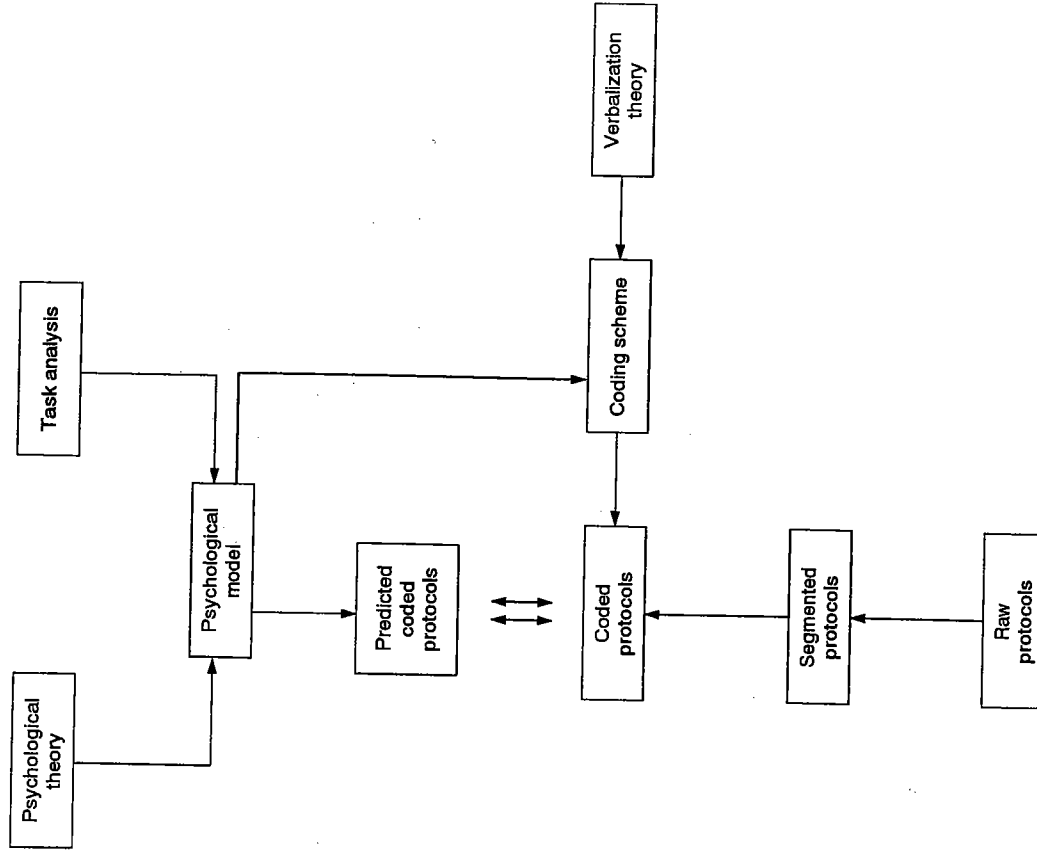 Psychological
theory
Task analysis
Psychological
model
Predicted
coded
protocols
Coded
protocols
Coding scheme
Verbalization
theory
Segmented
protocols
Raw
protocols